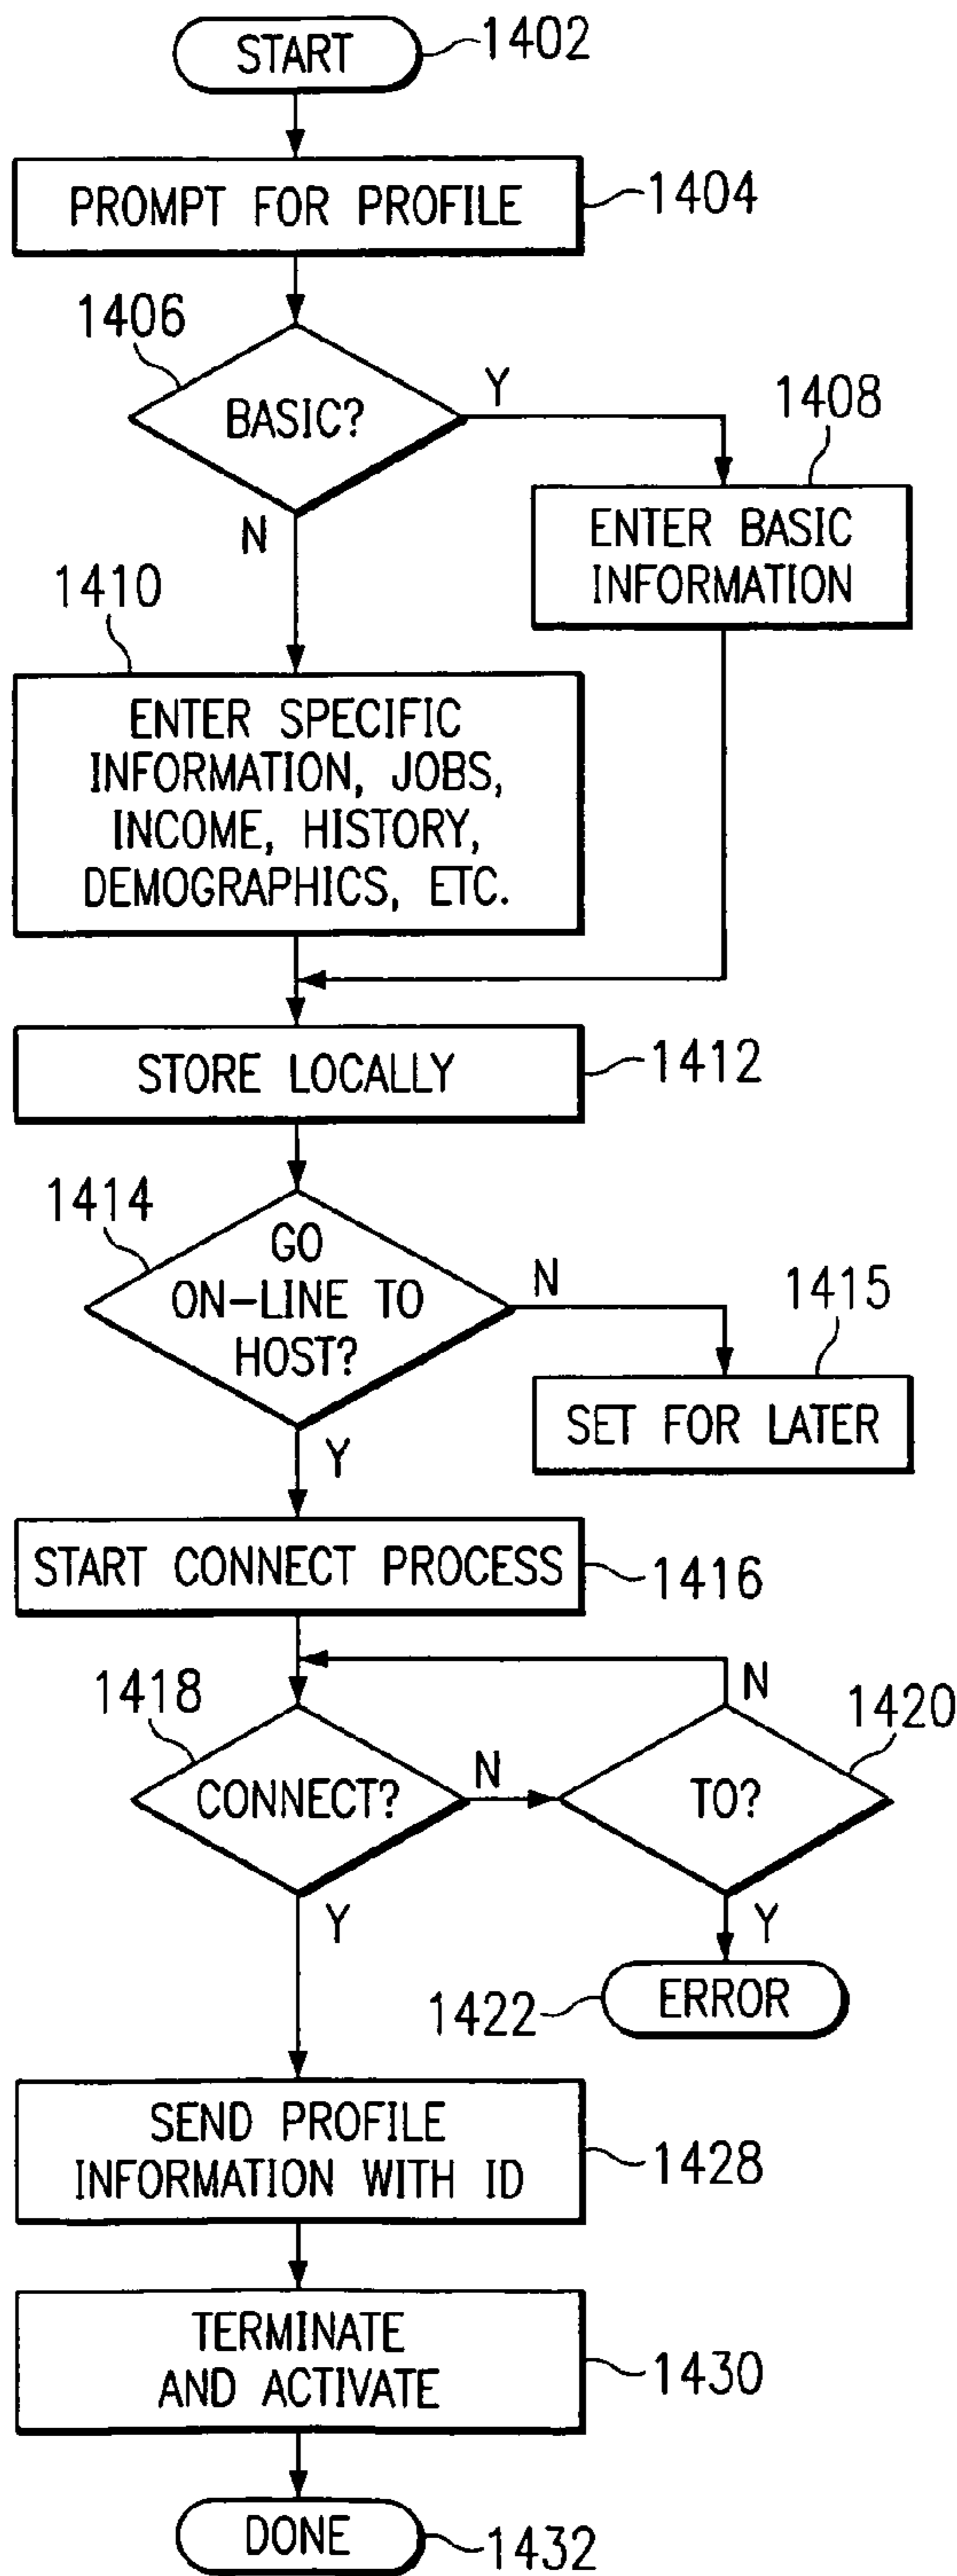 START
1402
PROMPT FOR PROFILE
1404
1406
BASIC?
Y
N
1408
ENTER BASIC
INFORMATION
1410
ENTER SPECIFIC
INFORMATION, JOBS,
INCOME, HISTORY,
DEMOGRAPHICS, ETC.
STORE LOCALLY
1412
1414
GO
ON-LINE TO
HOST?
N
Y
1415
SET FOR LATER
START CONNECT PROCESS
1416
1418
CONNECT?
N
Y
1420
TO?
N
Y
1422
ERROR
SEND PROFILE
INFORMATION WITH ID
1428
TERMINATE
AND ACTIVATE
1430
DONE
1432